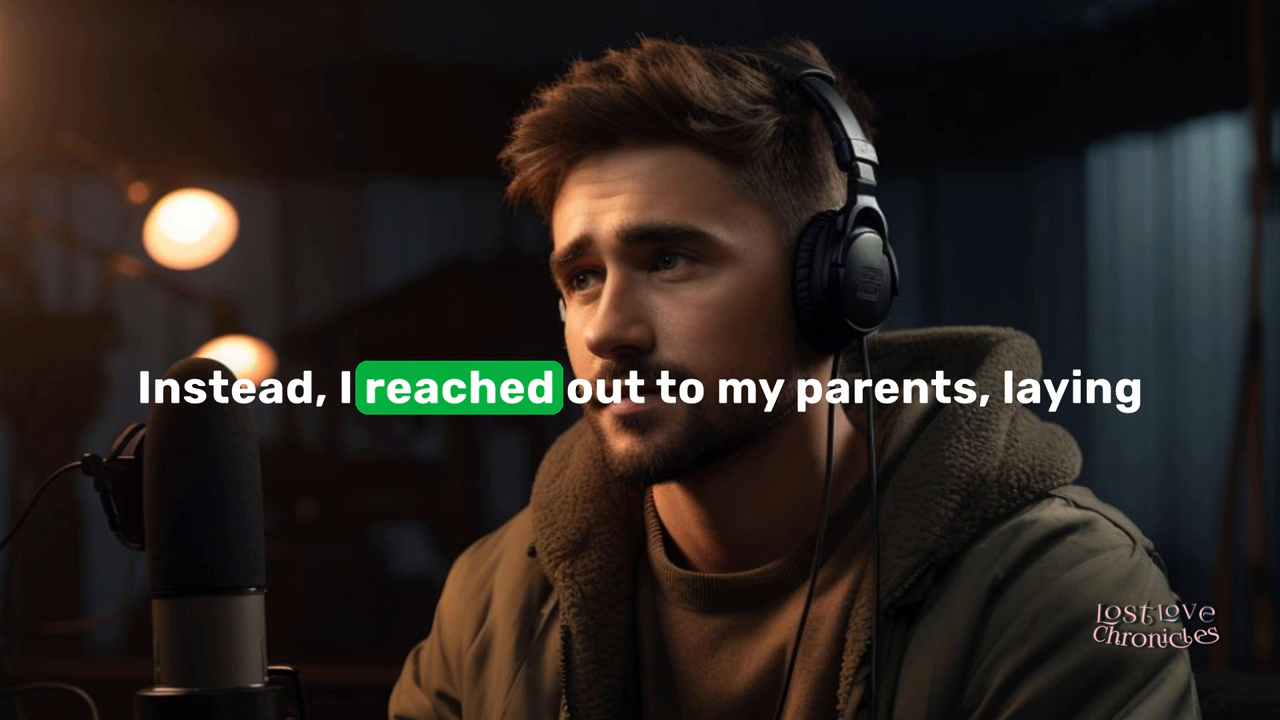 Instead, I reached out to my parents, laying
Lost Love
Chronicles